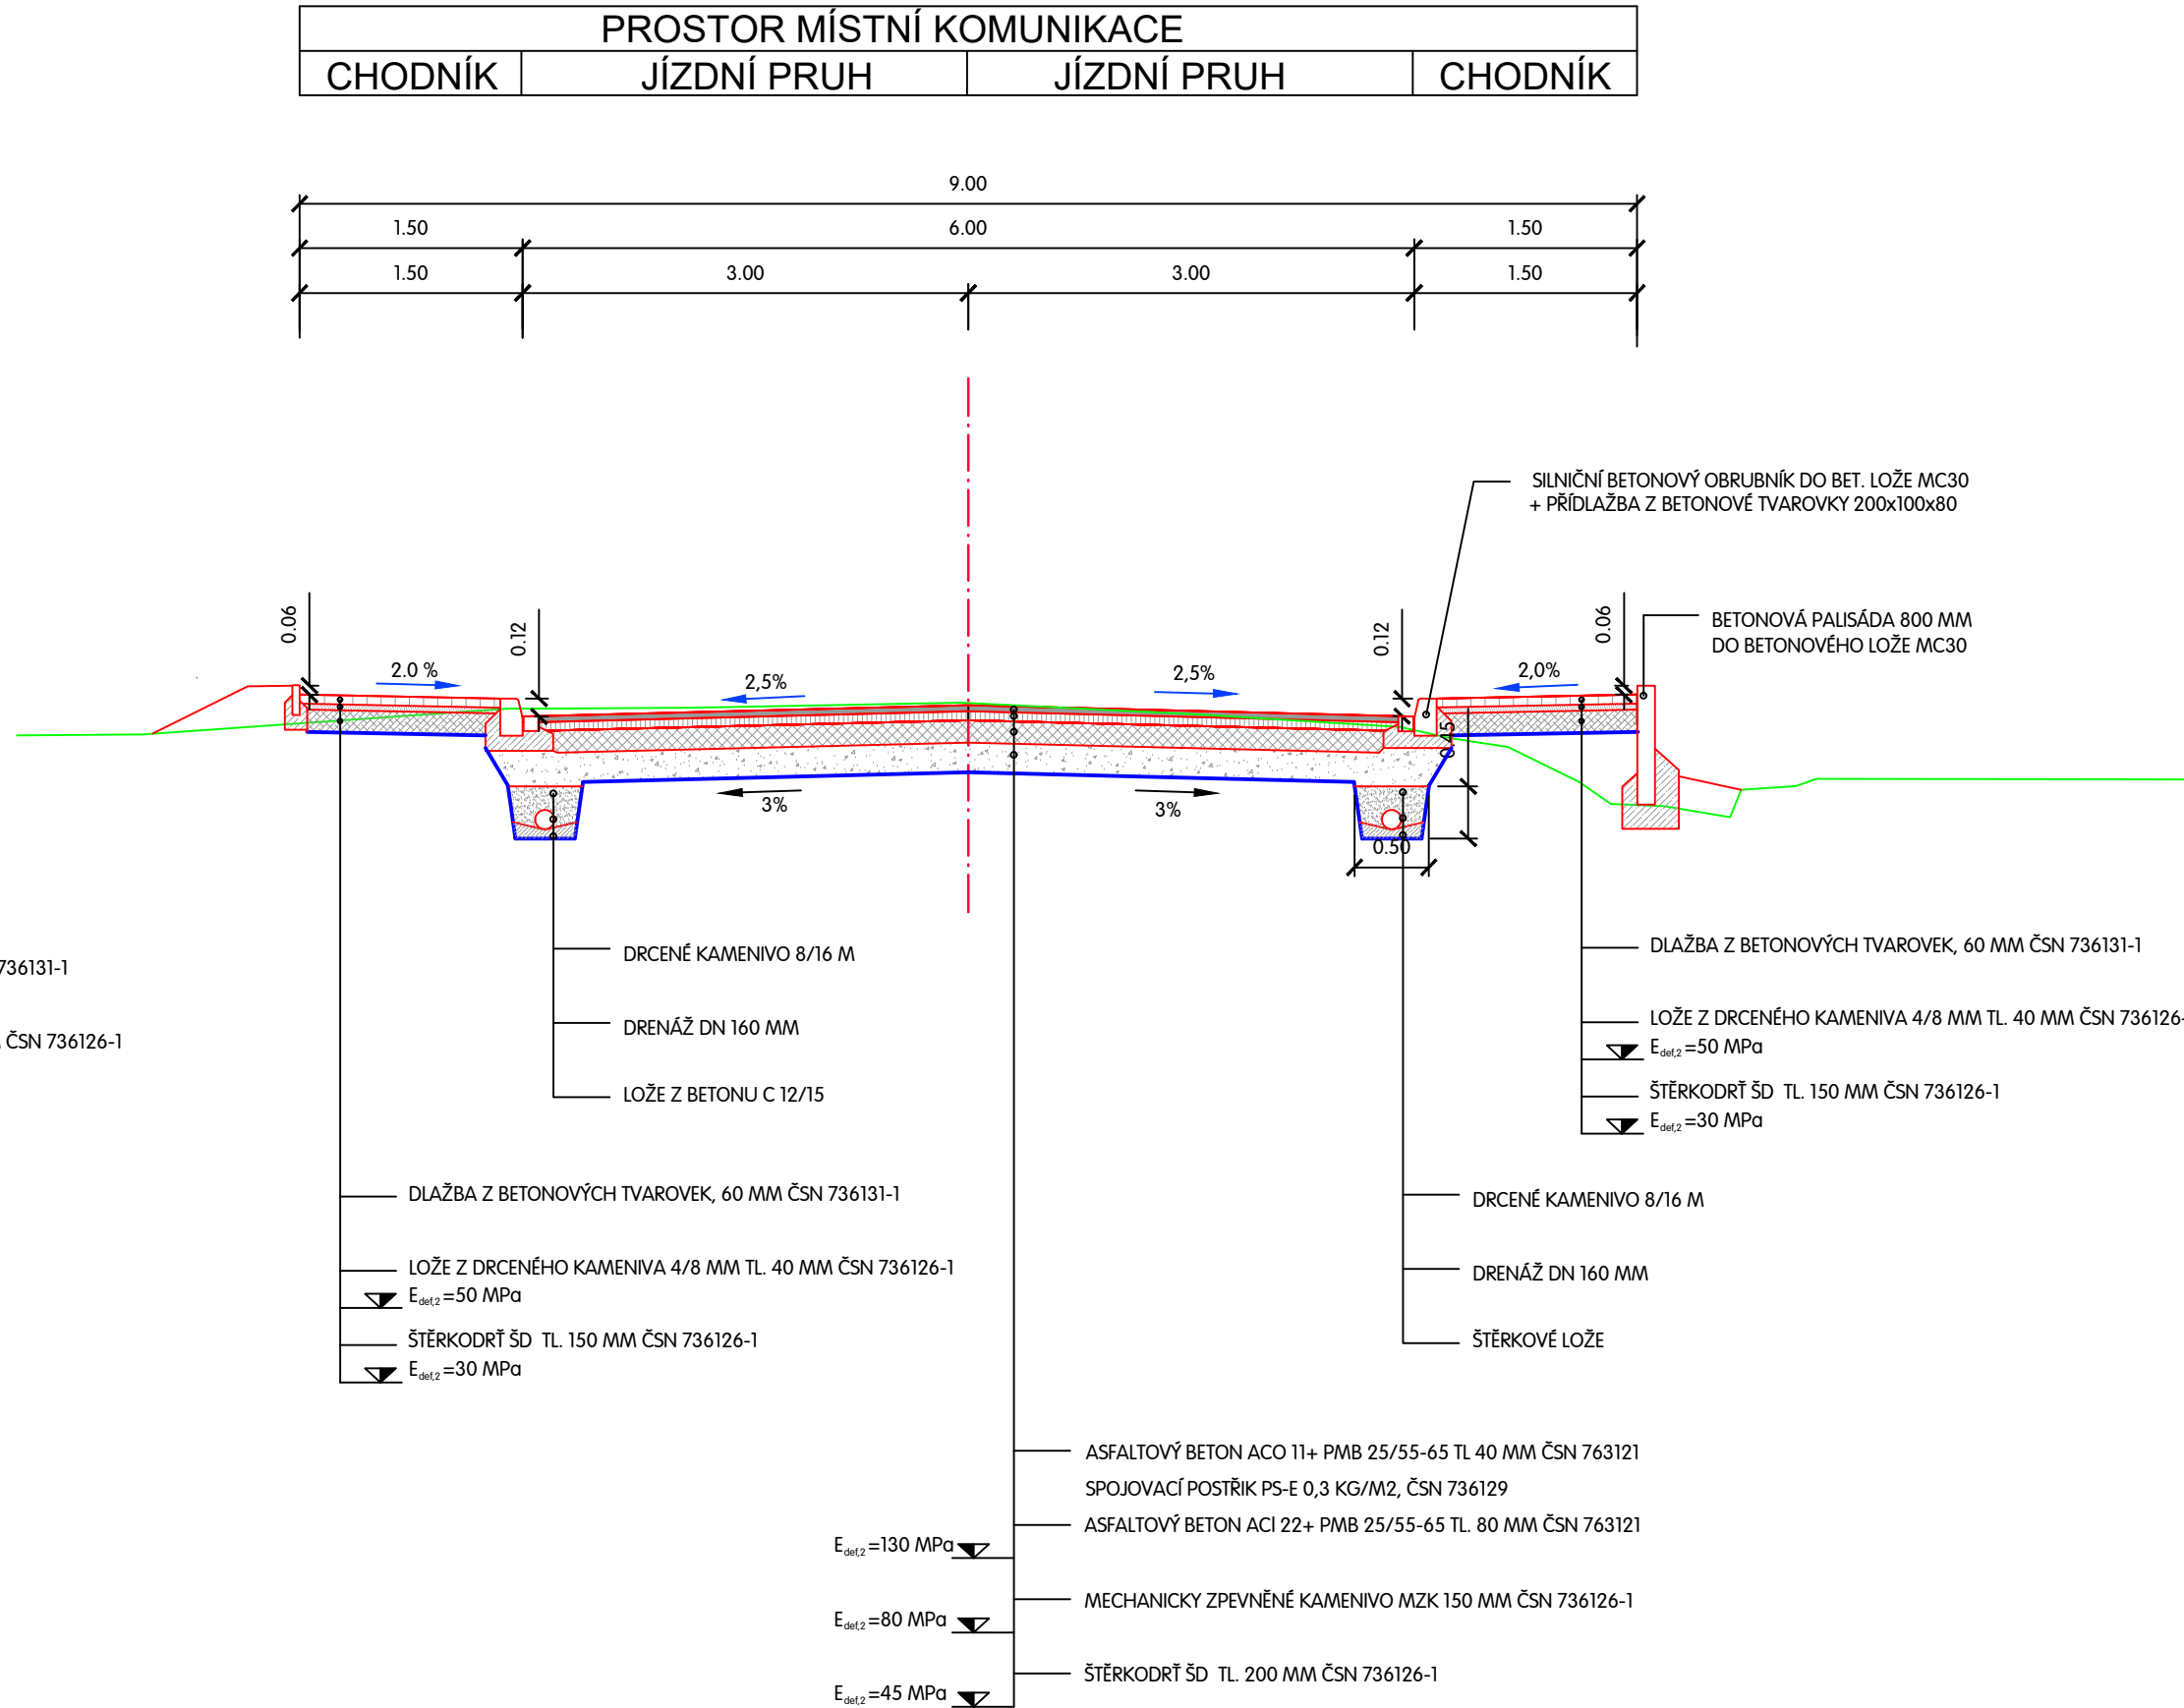 PROSTOR MÍSTNÍ KOMUNIKACE
CHODNÍK JÍZDNÍ PRUH JÍZDNÍ PRUH CHODNÍK
9.00
1.50 6.00 1.50
1.50 3.00 3.00 1.50
SILNIČNÍ BETONOVÝ OBRUBNÍK DO BET. LOŽE MC30
+ PŘÍDLAŽBA Z BETONOVÉ TVAROVKY 200x100x80
0.06 0.12 0.12 0.06
BETONOVÁ PALISÁDA 800 MM
DO BETONOVÉHO LOŽE MC30
2.0 % 2,5% 2,5% 2,0%
0.45
3% 3%
0.50
DRCENÉ KAMENIVO 8/16 M
DRENÁŽ DN 160 MM
LOŽE Z BETONU C 12/15
736131-1
ČSN 736126-1
DLAŽBA Z BETONOVÝCH TVAROVEK, 60 MM ČSN 736131-1
LOŽE Z DRCENÉHO KAMENIVA 4/8 MM TL. 40 MM ČSN 736126-
Edef,2=50 MPa
ŠTĚRKODRŤ ŠD TL. 150 MM ČSN 736126-1
Edef,2=30 MPa
DLAŽBA Z BETONOVÝCH TVAROVEK, 60 MM ČSN 736131-1
LOŽE Z DRCENÉHO KAMENIVA 4/8 MM TL. 40 MM ČSN 736126-1
Edef,2=50 MPa
ŠTĚRKODRŤ ŠD TL. 150 MM ČSN 736126-1
Edef,2=30 MPa
DRCENÉ KAMENIVO 8/16 M
DRENÁŽ DN 160 MM
ŠTĚRKOVÉ LOŽE
ASFALTOVÝ BETON ACO 11+ PMB 25/55-65 TL 40 MM ČSN 763121
SPOJOVACÍ POSTŘIK PS-E 0,3 KG/M2, ČSN 736129
ASFALTOVÝ BETON ACl 22+ PMB 25/55-65 TL. 80 MM ČSN 763121
Edef,2=130 MPa
MECHANICKY ZPEVNĚNÉ KAMENIVO MZK 150 MM ČSN 736126-1
Edef,2=80 MPa
ŠTĚRKODRŤ ŠD TL. 200 MM ČSN 736126-1
Edef,2=45 MPa